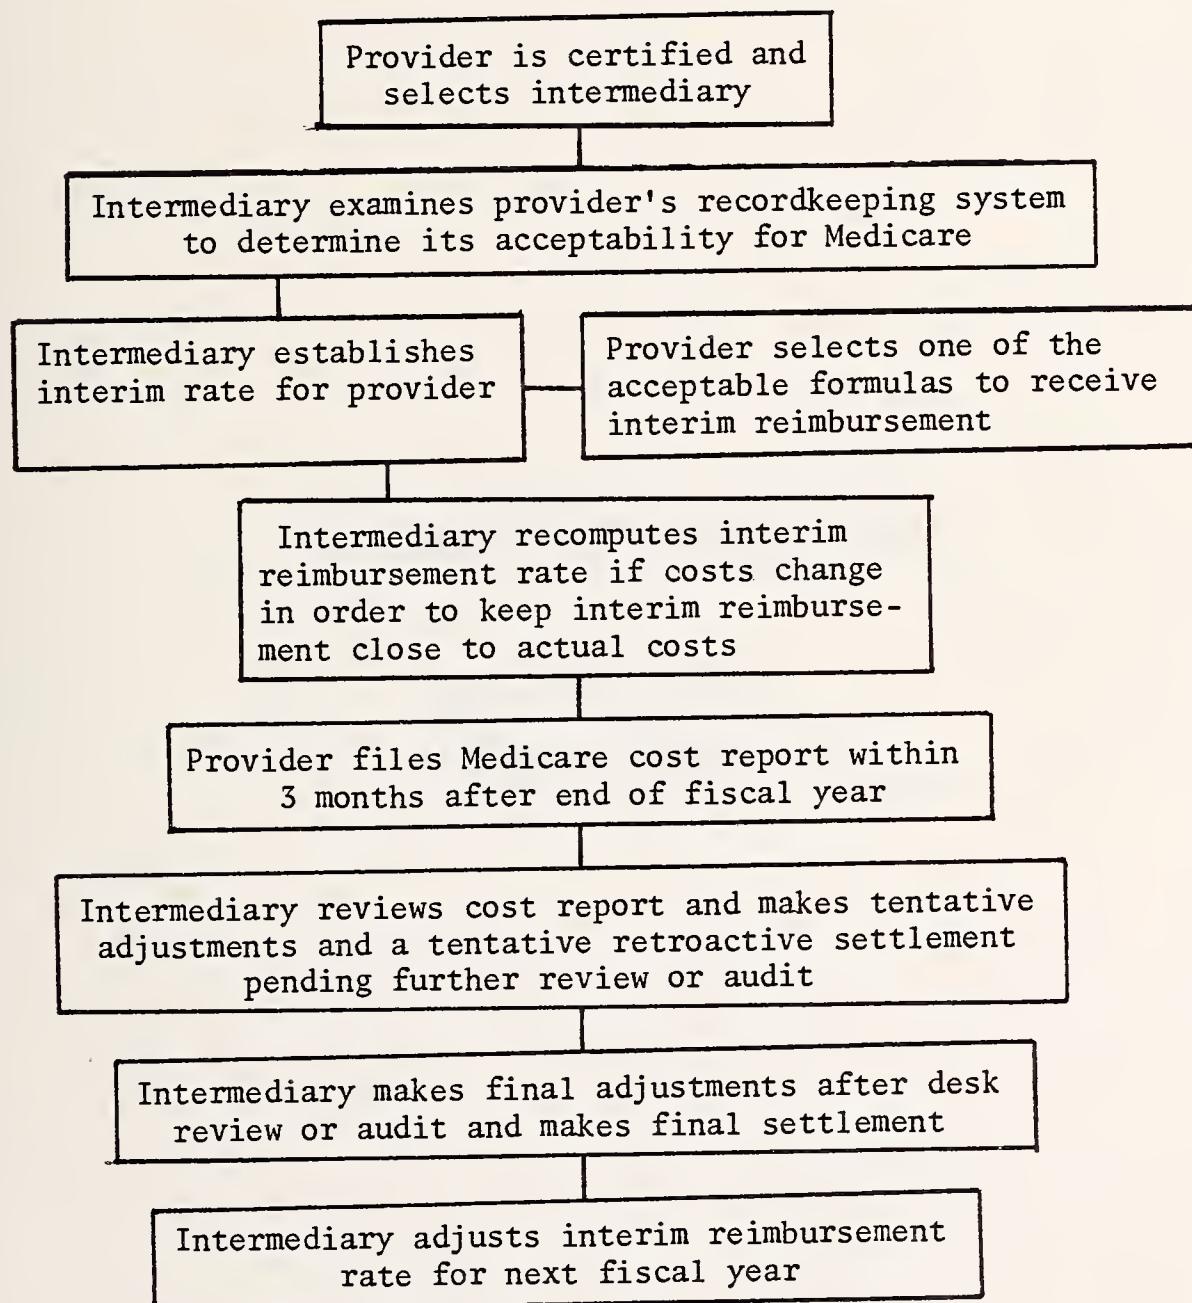 Provider is certified and
selects intermediary
Intermediary examines provider's recordkeeping system
to determine its acceptability for Medicare
Intermediary establishes
interim rate for provider
Provider selects one of the
acceptable formulas to receive
interim reimbursement
Intermediary recomputes interim
reimbursement rate if costs change
in order to keep interim reimburse-
ment close to actual costs
Provider files Medicare cost report within
3 months after end of fiscal year
Intermediary reviews cost report and makes tentative
adjustments and a tentative retroactive settlement
pending further review or audit
Intermediary makes final adjustments after desk
review or audit and makes final settlement
Intermediary adjusts interim reimbursement
rate for next fiscal year